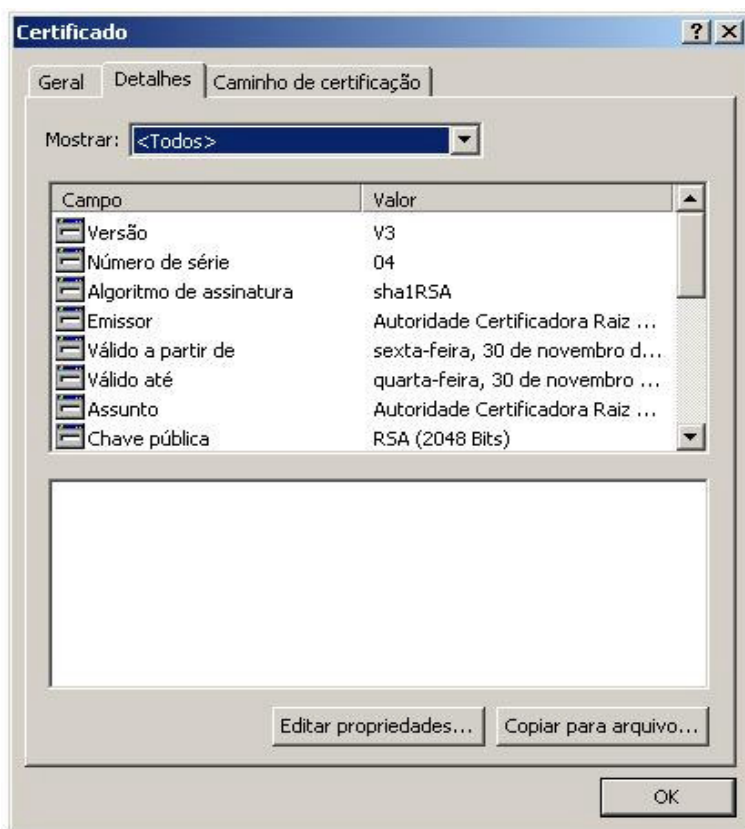 Certificado
Geral Detalhes Caminho de certificação
Mostrar: <Todos>
Campo Valor
Versão V3
Número de série 04
Algoritmo de assinatura sha1RSA
Emissor Autoridade Certificadora Raiz ...
Válido a partir de sexta-feira, 30 de novembro d...
Válido até quarta-feira, 30 de novembro ...
Assunto Autoridade Certificadora Raiz ...
Chave pública RSA (2048 Bits)
Editar propriedades... Copiar para arquivo...
OK